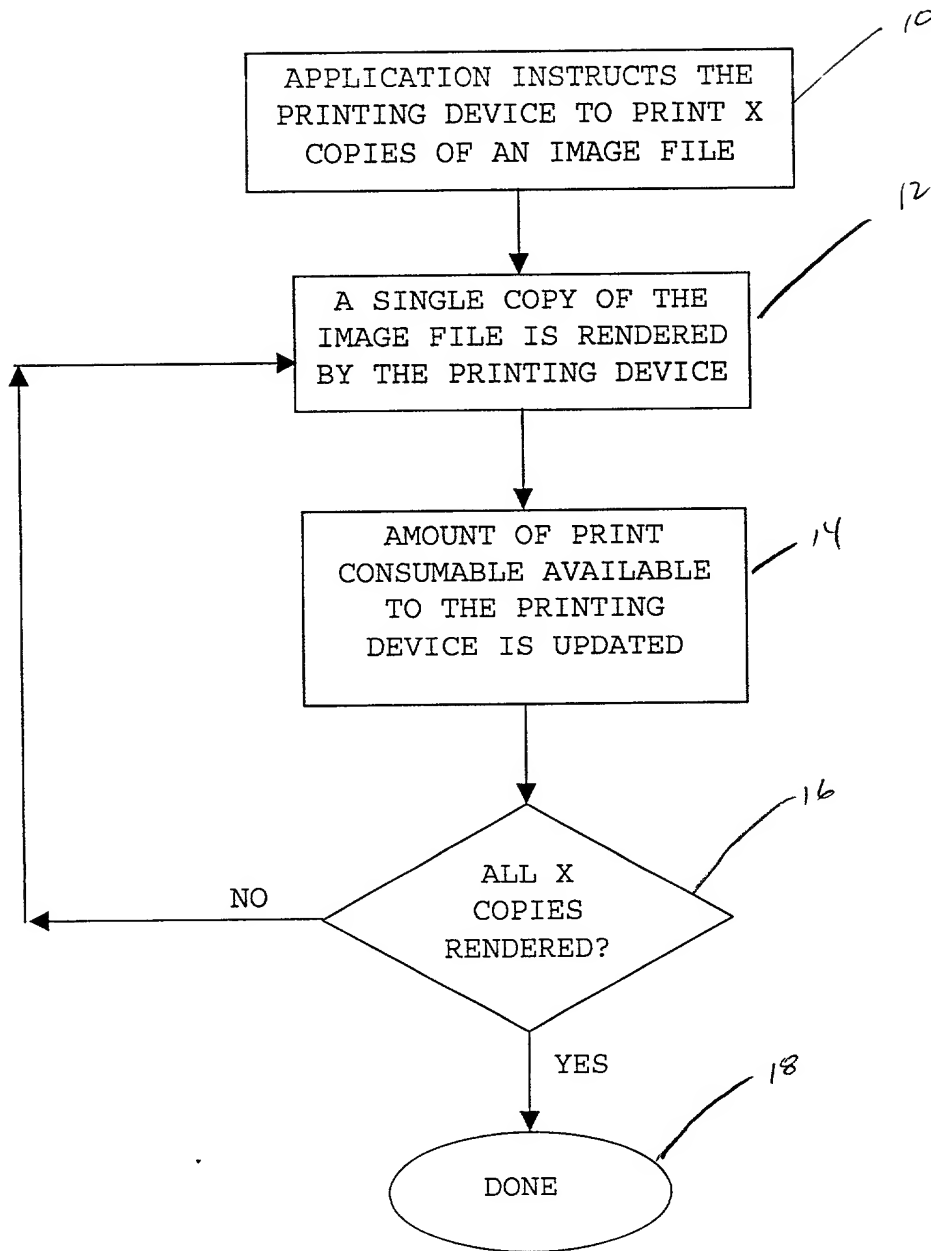 10
APPLICATION INSTRUCTS THE
PRINTING DEVICE TO PRINT X
COPIES OF AN IMAGE FILE
12
A SINGLE COPY OF THE
IMAGE FILE IS RENDERED
BY THE PRINTING DEVICE
14
AMOUNT OF PRINT
CONSUMABLE AVAILABLE
TO THE PRINTING
DEVICE IS UPDATED
16
ALL X
COPIES
RENDERED?
NO
YES
18
DONE